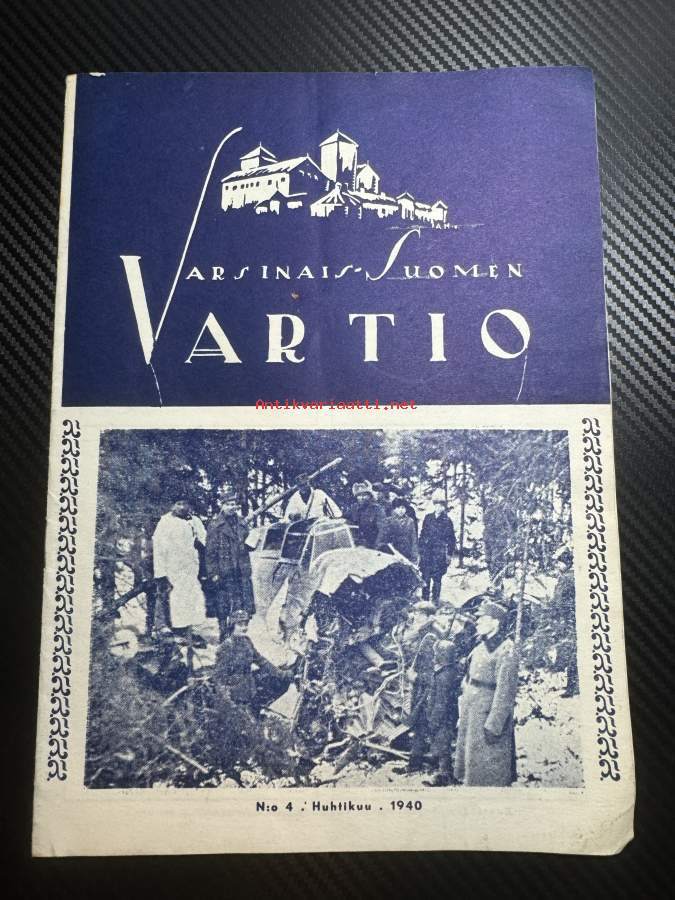 VARSINAIS-SUOMEN
VARTIO
Antikvariaatti.net
N:o 4 . Huhtikuu . 1940